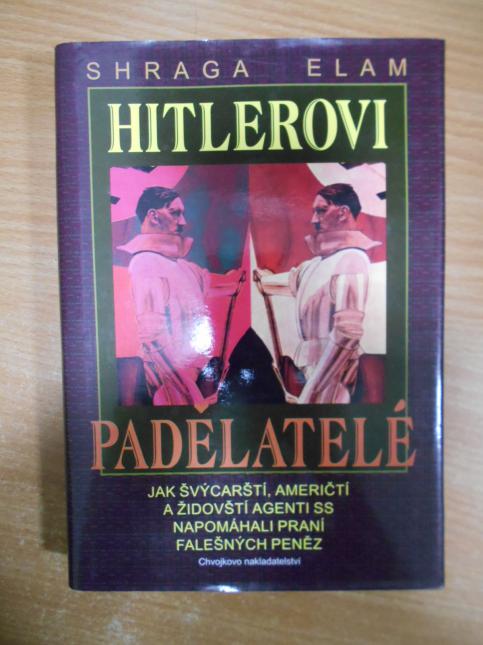 SHRAGA ELAM
HITLEROVI
PADĚLATELÉ
JAK ŠVÝCARŠTÍ, AMERIČTÍ
A ŽIDOVŠTÍ AGENTI SS
NAPOMÁHALI PRANÍ
FALEŠNÝCH PENĚZ
Chvojkovo nakladatelství